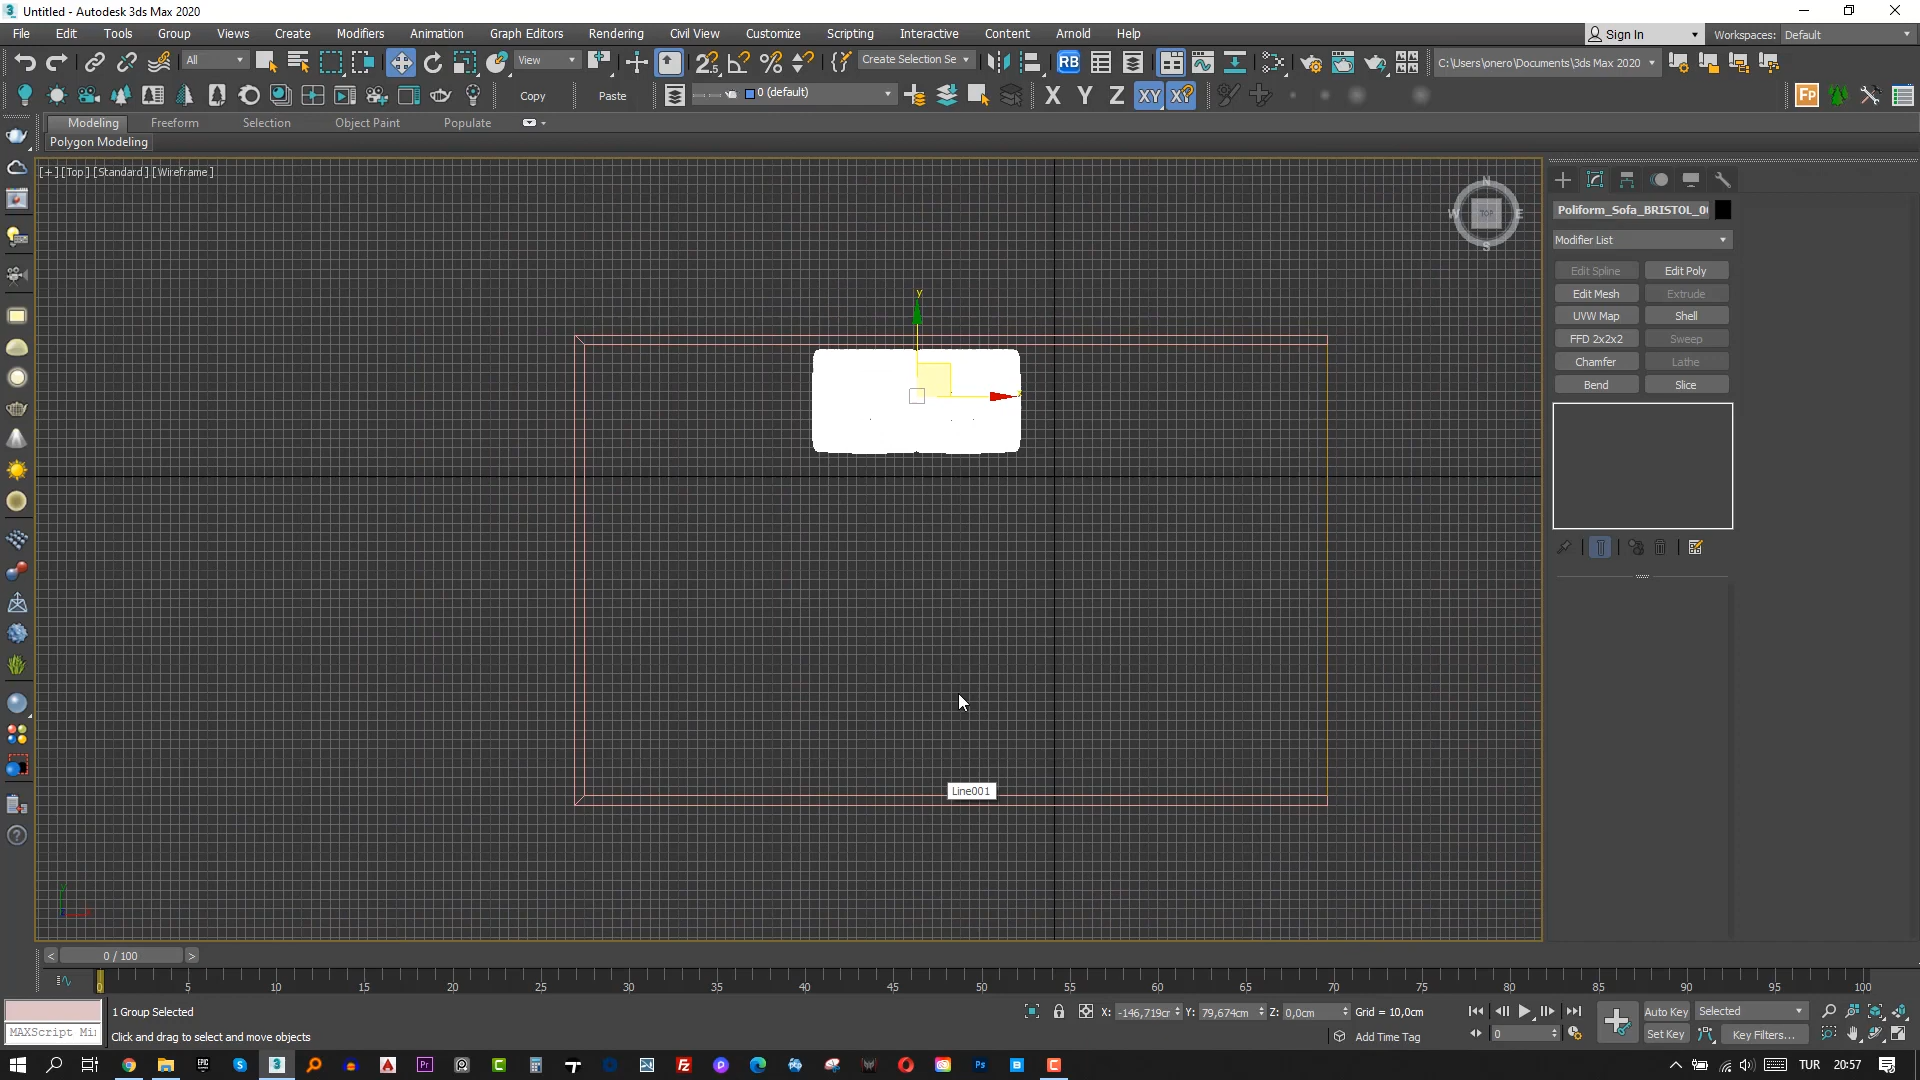 Untitled - Autodesk 3ds Max 2020
File Edit Tools Group Views Create Modifiers Animation Graph Editors Rendering Civil View Customize Scripting Interactive Content Arnold Help
Sign In Workspaces: Default
All View Create Selection Se C:\Users\onero\Documents\3ds Max 2020
Copy Paste 0 (default) X Y Z XY XY
Modeling Freeform Selection Object Paint Populate
Polygon Modeling
[+] [Top] [Standard] [Wireframe]
N
W TOP E
S
Poliform_Sofa_BRISTOL_0
Modifier List
Edit Spline Edit Poly
Edit Mesh Extrude
UVW Map Shell
FFD 2x2x2 Sweep
Chamfer Lathe
Bend Slice
y
Line001
< 0 / 100 >
0 5 10 15 20 25 30 35 40 45 50 55 60 65 70 75 80 85 90 95 100
1 Group Selected X: -146,719cm Y: 79,674cm Z: 0,0cm Grid = 10,0cm Auto Key Selected
MAXScript Mi Click and drag to select and move objects Add Time Tag 0 Set Key Key Filters...
TUR 20:57